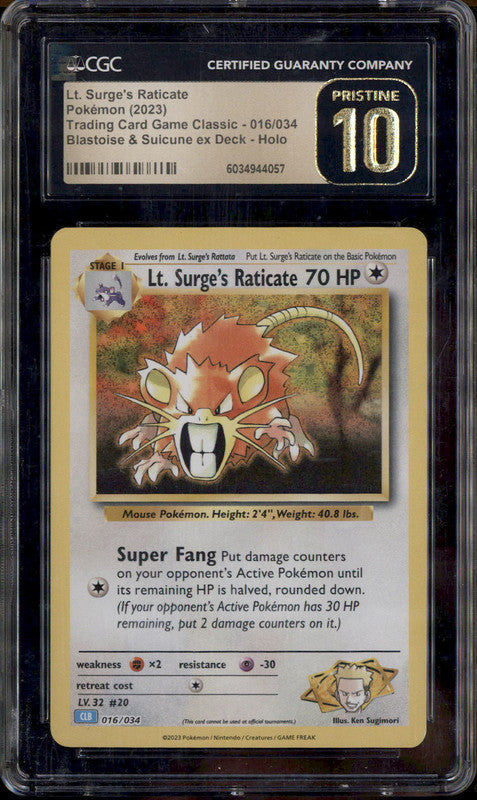 CGC CERTIFIED GUARANTY COMPANY
Lt. Surge's Raticate
Pokémon (2023)
Trading Card Game Classic - 016/034
Blastoise & Suicune ex Deck - Holo
6034944057
PRISTINE
10
STAGE 1
Evolves from Lt. Surge's Rattata Put Lt. Surge's Raticate on the Basic Pokémon
Lt. Surge's Raticate 70 HP
Mouse Pokémon. Height: 2'4", Weight: 40.8 lbs.
Super Fang Put damage counters
on your opponent's Active Pokémon until
its remaining HP is halved, rounded down.
(If your opponent's Active Pokémon has 30 HP
remaining, put 2 damage counters on it.)
weakness ×2 resistance -30
retreat cost
LV. 32 #20
CLB 016/034
(This card cannot be used at official tournaments.)
Illus. Ken Sugimori
©2023 Pokémon / Nintendo / Creatures / GAME FREAK